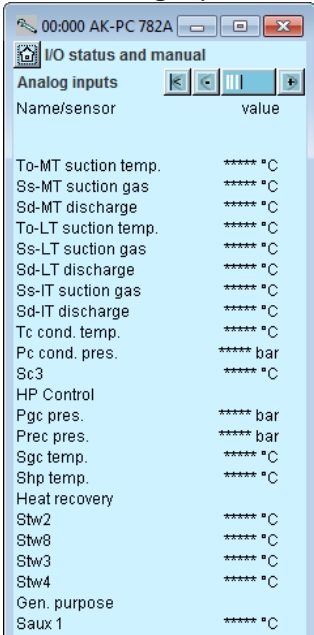 00:000 AK-PC 782A
I/O status and manual
Analog inputs
Name/sensor value
To-MT suction temp. ***** °C
Ss-MT suction gas ***** °C
Sd-MT discharge ***** °C
To-LT suction temp. ***** °C
Ss-LT suction gas ***** °C
Sd-LT discharge ***** °C
Ss-IT suction gas ***** °C
Sd-IT discharge ***** °C
Tc cond. temp. ***** °C
Pc cond. pres. ***** bar
Sc3 ***** °C
HP Control
Pgc pres. ***** bar
Prec pres. ***** bar
Sgc temp. ***** °C
Shp temp. ***** °C
Heat recovery
Stw2 ***** °C
Stw8 ***** °C
Stw3 ***** °C
Stw4 ***** °C
Gen. purpose
Saux 1 ***** °C